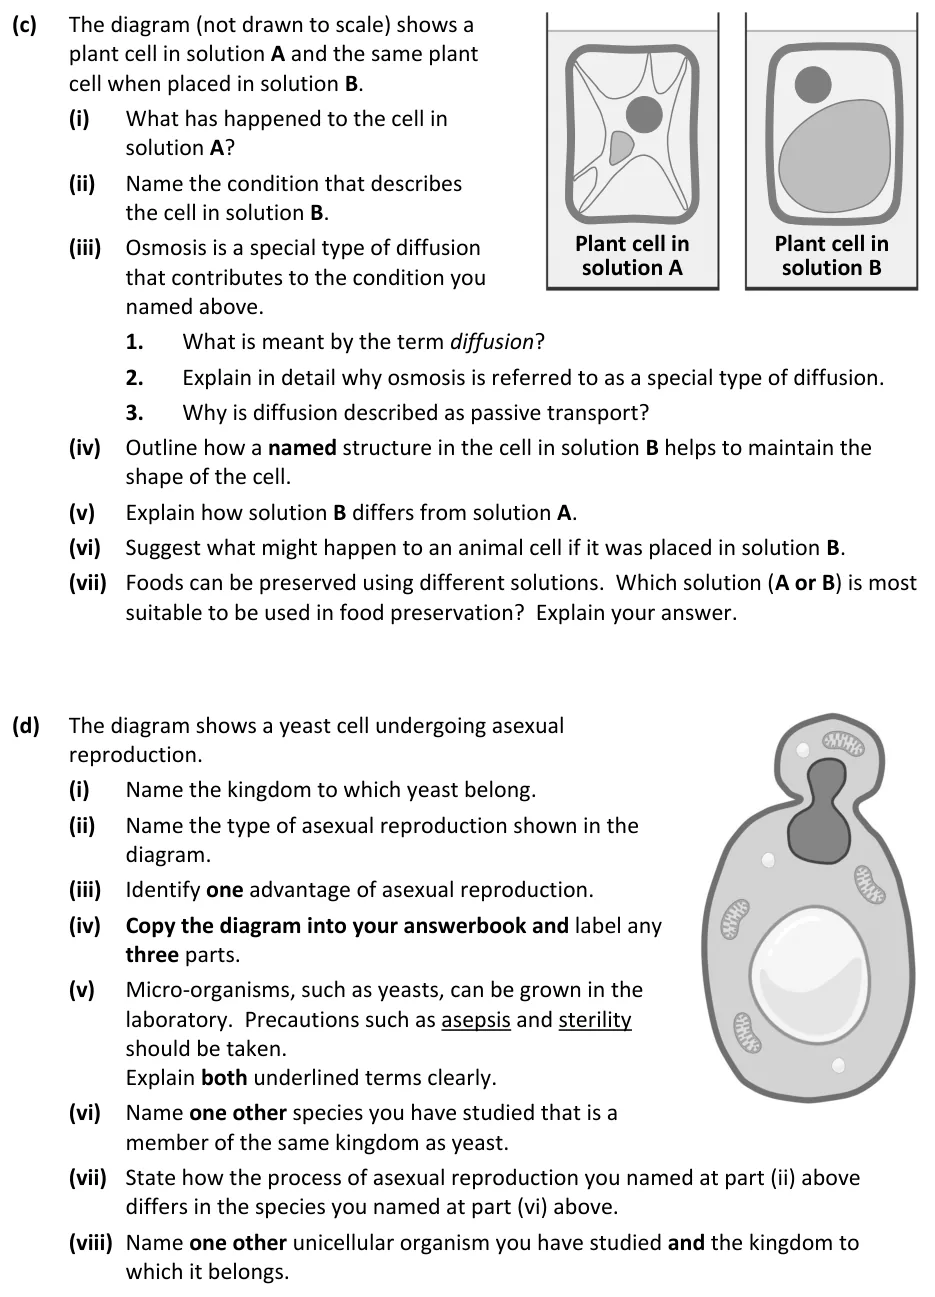 (c) The diagram (not drawn to scale) shows a
plant cell in solution A and the same plant
cell when placed in solution B.
(i) What has happened to the cell in
solution A?
(ii) Name the condition that describes
the cell in solution B.
(iii) Osmosis is a special type of diffusion
that contributes to the condition you
named above.
Plant cell in
solution A
Plant cell in
solution B
1. What is meant by the term diffusion?
2. Explain in detail why osmosis is referred to as a special type of diffusion.
3. Why is diffusion described as passive transport?
(iv) Outline how a named structure in the cell in solution B helps to maintain the
shape of the cell.
(v) Explain how solution B differs from solution A.
(vi) Suggest what might happen to an animal cell if it was placed in solution B.
(vii) Foods can be preserved using different solutions. Which solution (A or B) is most
suitable to be used in food preservation? Explain your answer.
(d) The diagram shows a yeast cell undergoing asexual
reproduction.
(i) Name the kingdom to which yeast belong.
(ii) Name the type of asexual reproduction shown in the
diagram.
(iii) Identify one advantage of asexual reproduction.
(iv) Copy the diagram into your answerbook and label any
three parts.
(v) Micro-organisms, such as yeasts, can be grown in the
laboratory. Precautions such as asepsis and sterility
should be taken.
Explain both underlined terms clearly.
(vi) Name one other species you have studied that is a
member of the same kingdom as yeast.
(vii) State how the process of asexual reproduction you named at part (ii) above
differs in the species you named at part (vi) above.
(viii) Name one other unicellular organism you have studied and the kingdom to
which it belongs.